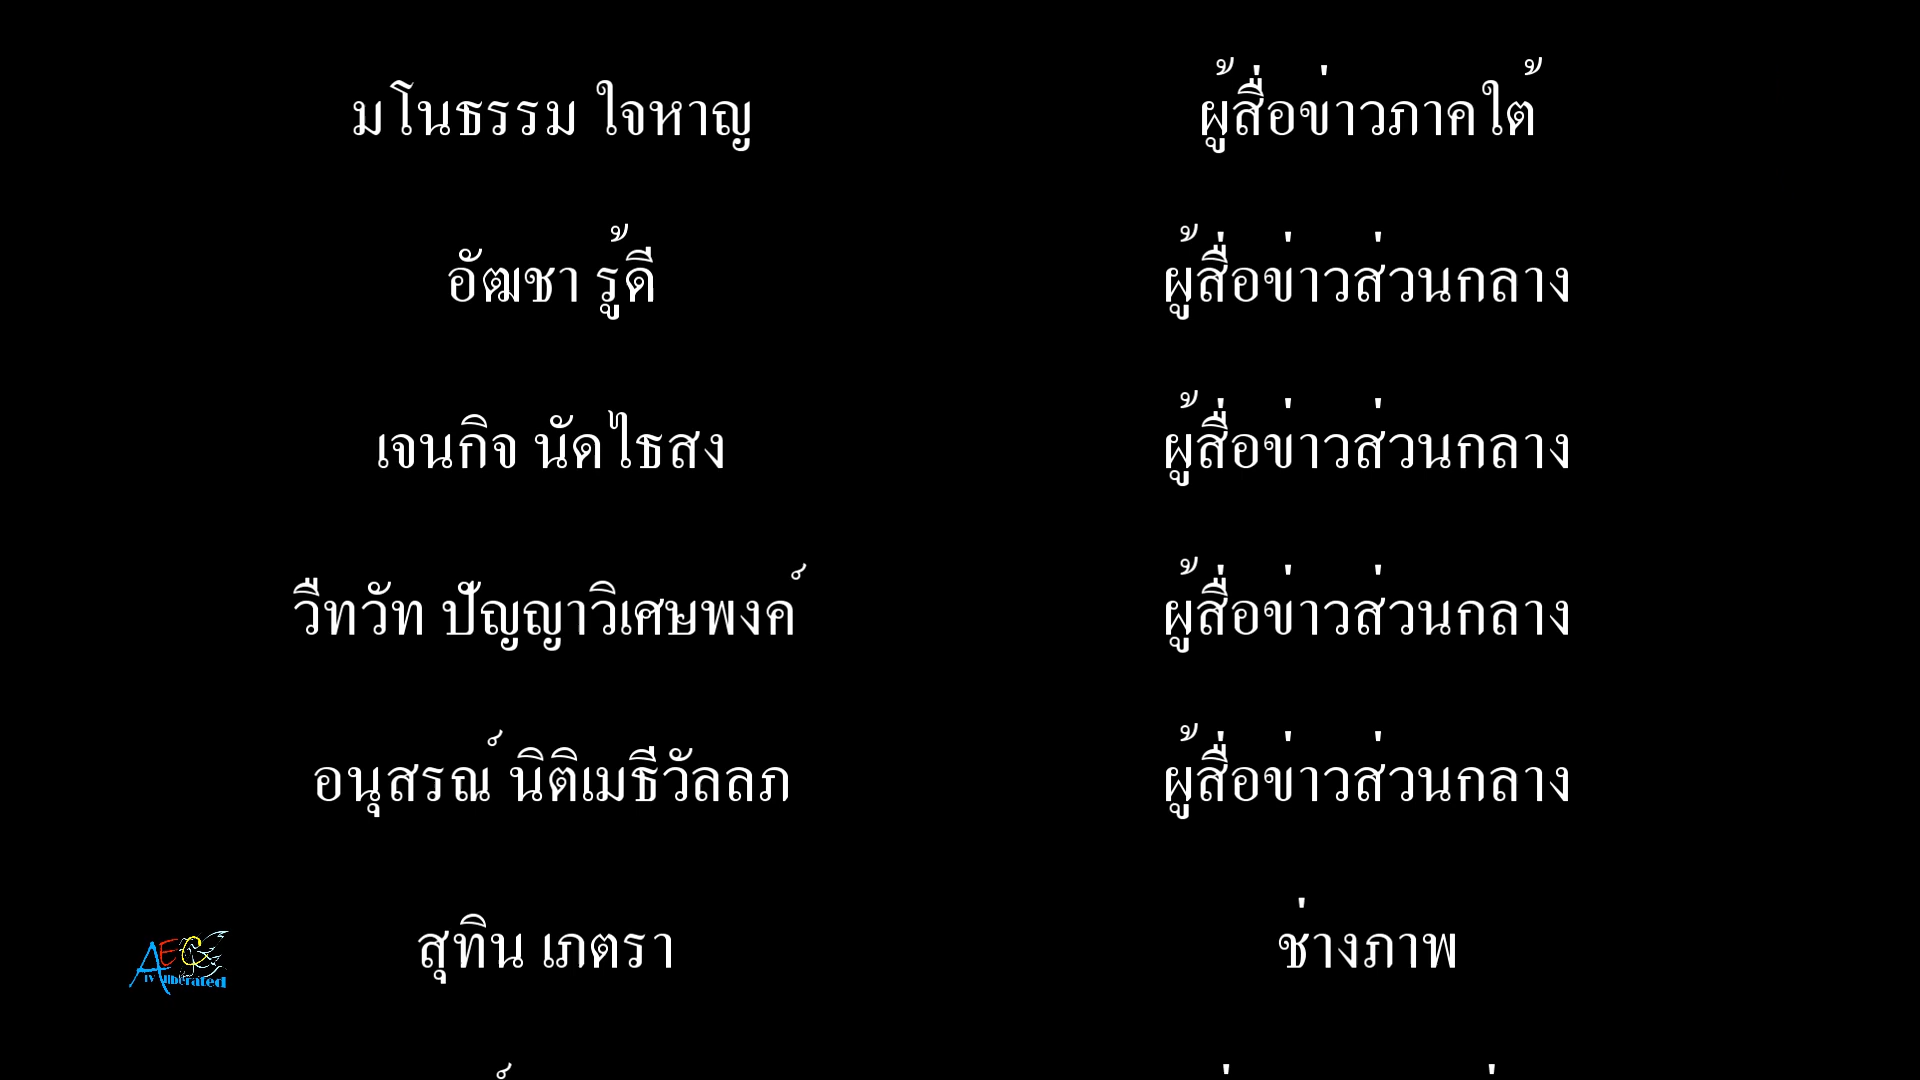 มโนธรรม ใจหาญ ผู้สื่อข่าวภาคใต้
อัฒชา รู้ดี ผู้สื่อข่าวส่วนกลาง
เจนกิจ นัดไธสง ผู้สื่อข่าวส่วนกลาง
วืทวัท ปัญญาวิเศษพงค์ ผู้สื่อข่าวส่วนกลาง
อนุสรณ์ นิติเมธีวัลลภ ผู้สื่อข่าวส่วนกลาง
สุทิน เภตรา ช่างภาพ
AEC
TV liberated